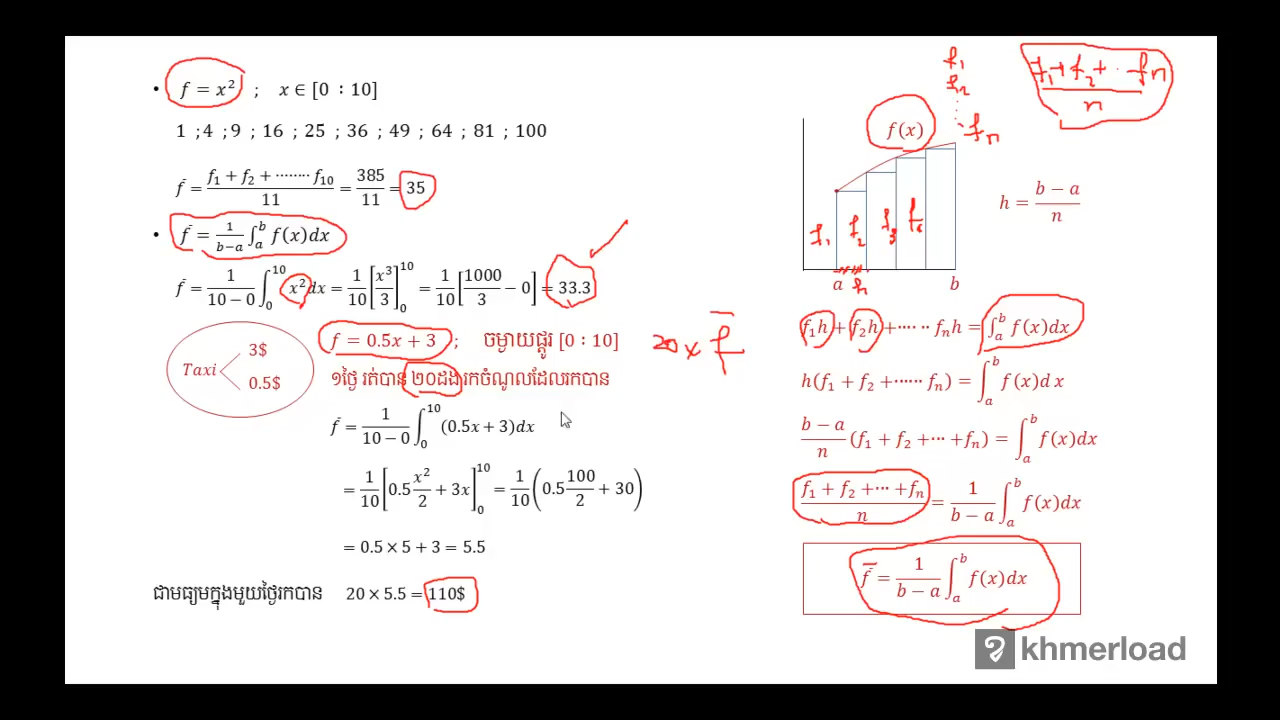 • f = x² ; x ∈ [0 : 10]
1 ; 4 ; 9 ; 16 ; 25 ; 36 ; 49 ; 64 ; 81 ; 100
f̄ = (f₁ + f₂ + ········ f₁₀)/11 = 385/11 = 35
• f̄ = 1/(b−a) ∫ₐᵇ f(x)dx
f̄ = 1/(10 − 0) ∫₀¹⁰ x² dx = 1/10 [x³/3]₀¹⁰ = 1/10 [1000/3 − 0] = 33.3
Taxi
3$
0.5$
f = 0.5x + 3 ; ចម្ងាយផ្លូវ [0 : 10]
20 × f̄
១ថ្ងៃ រត់បាន ២០ដង រកចំណូលដែលរកបាន
f̄ = 1/(10 − 0) ∫₀¹⁰ (0.5x + 3)dx
= 1/10 [0.5 x²/2 + 3x]₀¹⁰ = 1/10 (0.5 100/2 + 30)
= 0.5 × 5 + 3 = 5.5
ជាមធ្យមក្នុងមួយថ្ងៃរកបាន 20 × 5.5 = 110$
f₁
f₂
⋮
fₙ
(f₁ + f₂ + ··· fₙ)/n
f(x)
f₁ f₂ f₃
h = (b − a)/n
a h b
f₁h + f₂h + ····· fₙh = ∫ₐᵇ f(x)dx
h(f₁ + f₂ + ······ fₙ) = ∫ₐᵇ f(x)dx
(b − a)/n (f₁ + f₂ + ··· + fₙ) = ∫ₐᵇ f(x)dx
(f₁ + f₂ + ··· + fₙ)/n = 1/(b − a) ∫ₐᵇ f(x)dx
f̄ = 1/(b − a) ∫ₐᵇ f(x)dx
khmerload